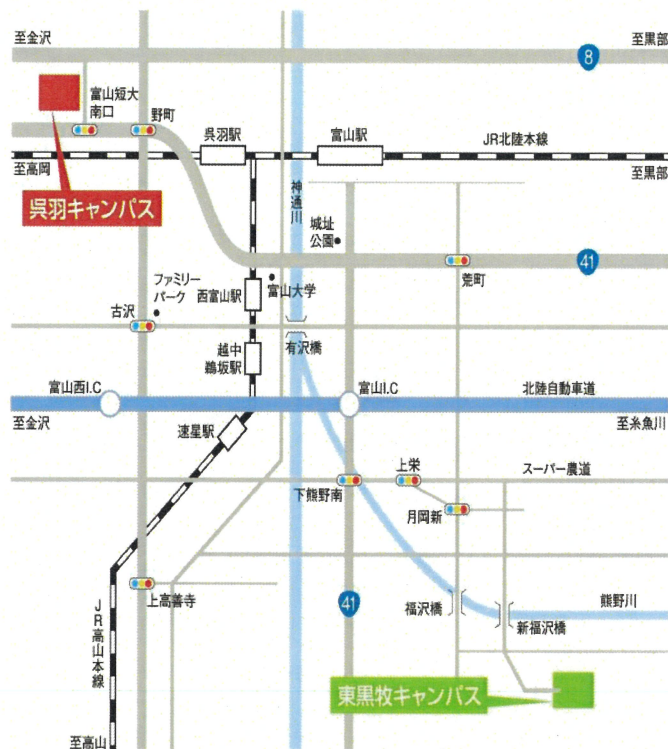 至金沢
至黒部
8
富山短大
南口
野町
呉羽駅
富山駅
JR北陸本線
至高岡
至黒部
呉羽キャンパス
神通川
城址
公園
41
荒町
ファミリー
パーク
西富山駅
富山大学
古沢
有沢橋
越中
鵜坂駅
富山西I.C
富山I.C
北陸自動車道
至金沢
至糸魚川
速星駅
上栄
スーパー農道
下熊野南
月岡新
上高善寺
JR高山本線
41
福沢橋
熊野川
新福沢橋
東黒牧キャンパス
至高山